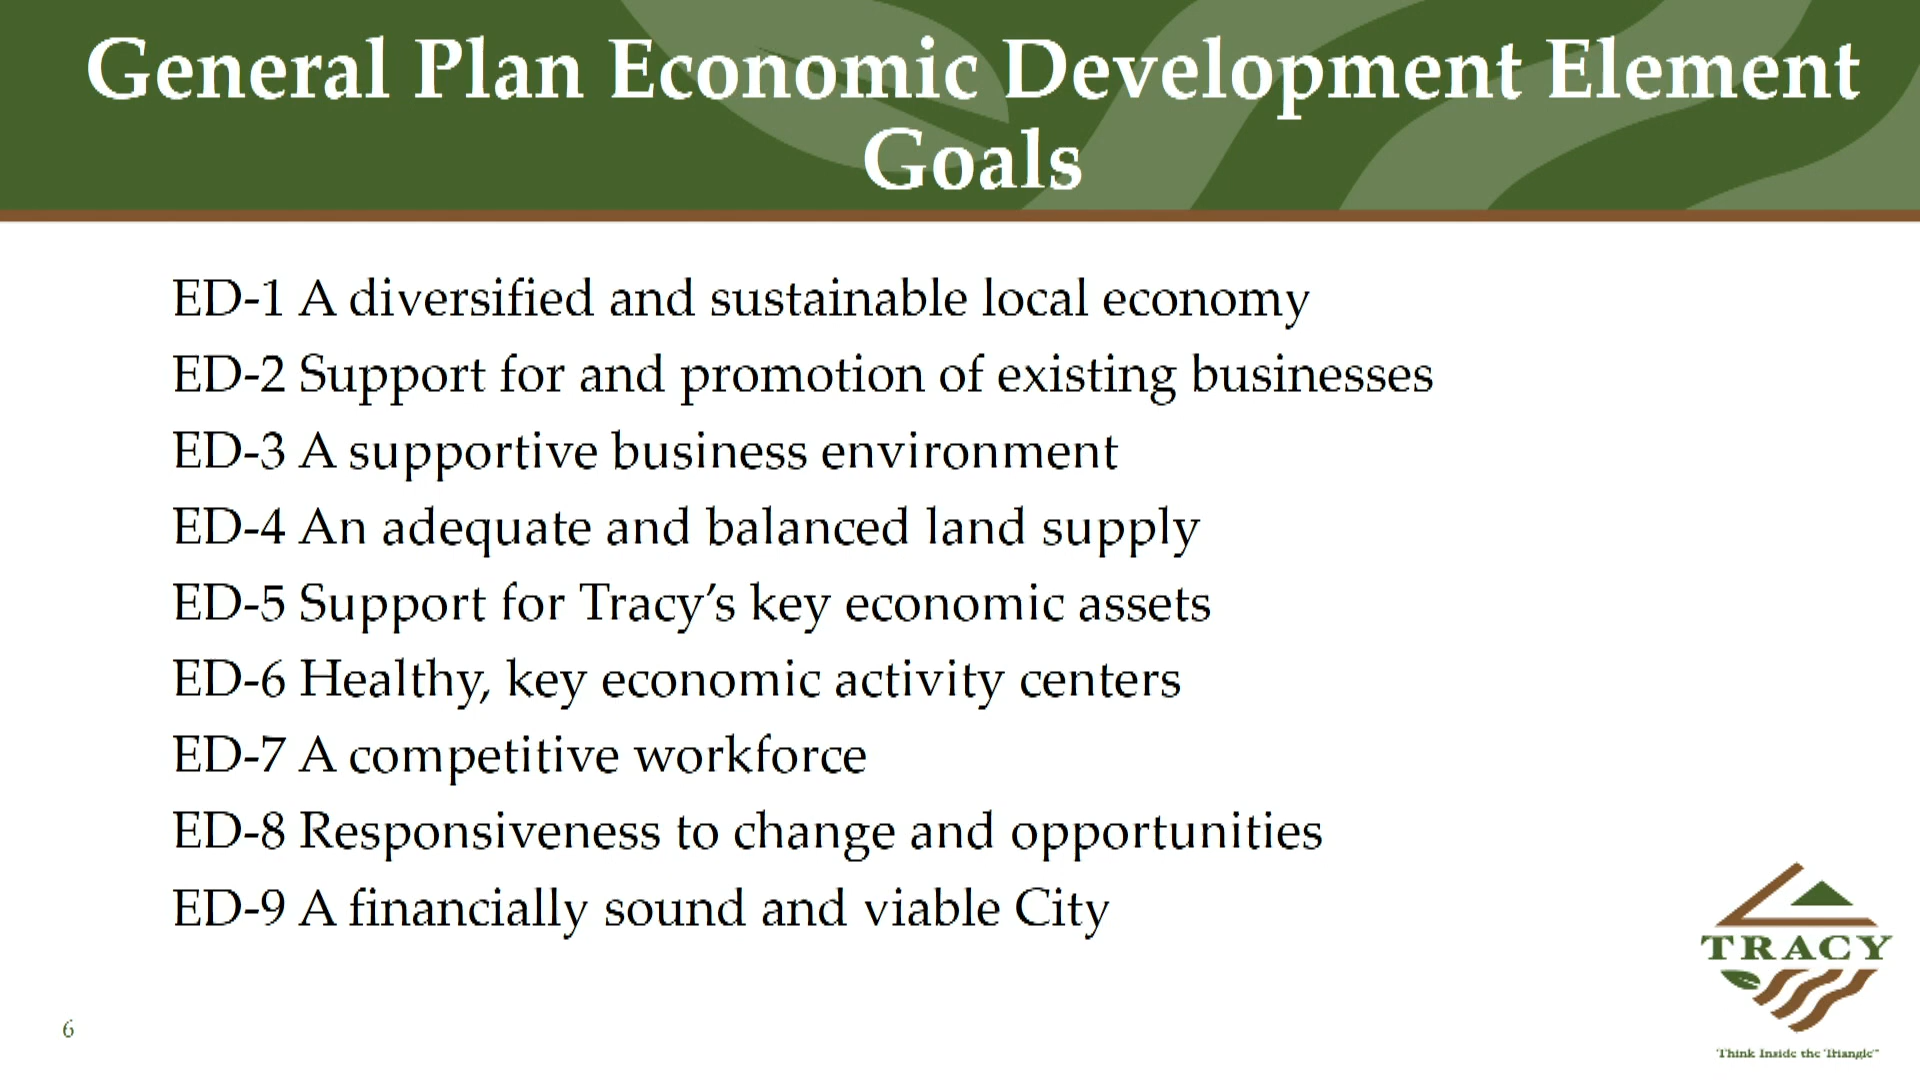 General Plan Economic Development Element
Goals
ED-1 A diversified and sustainable local economy
ED-2 Support for and promotion of existing businesses
ED-3 A supportive business environment
ED-4 An adequate and balanced land supply
ED-5 Support for Tracy’s key economic assets
ED-6 Healthy, key economic activity centers
ED-7 A competitive workforce
ED-8 Responsiveness to change and opportunities
ED-9 A financially sound and viable City
TRACY
Think Inside the Triangle™
6